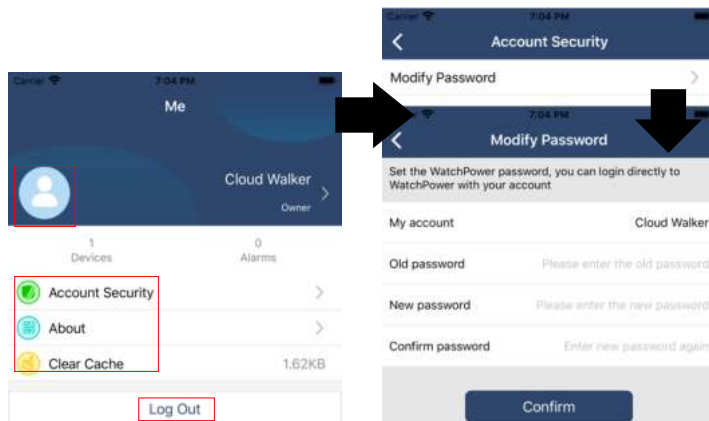 Carrier 7:04 PM
Me
Cloud Walker
Owner
1
Devices
0
Alarms
Account Security
About
Clear Cache 1.62KB
Log Out
Carrier 7:04 PM
Account Security
Modify Password
7:04 PM
Modify Password
Set the WatchPower password, you can login directly to
WatchPower with your account
My account Cloud Walker
Old password Please enter the old password
New password Please enter the new password
Confirm password Enter new password again
Confirm